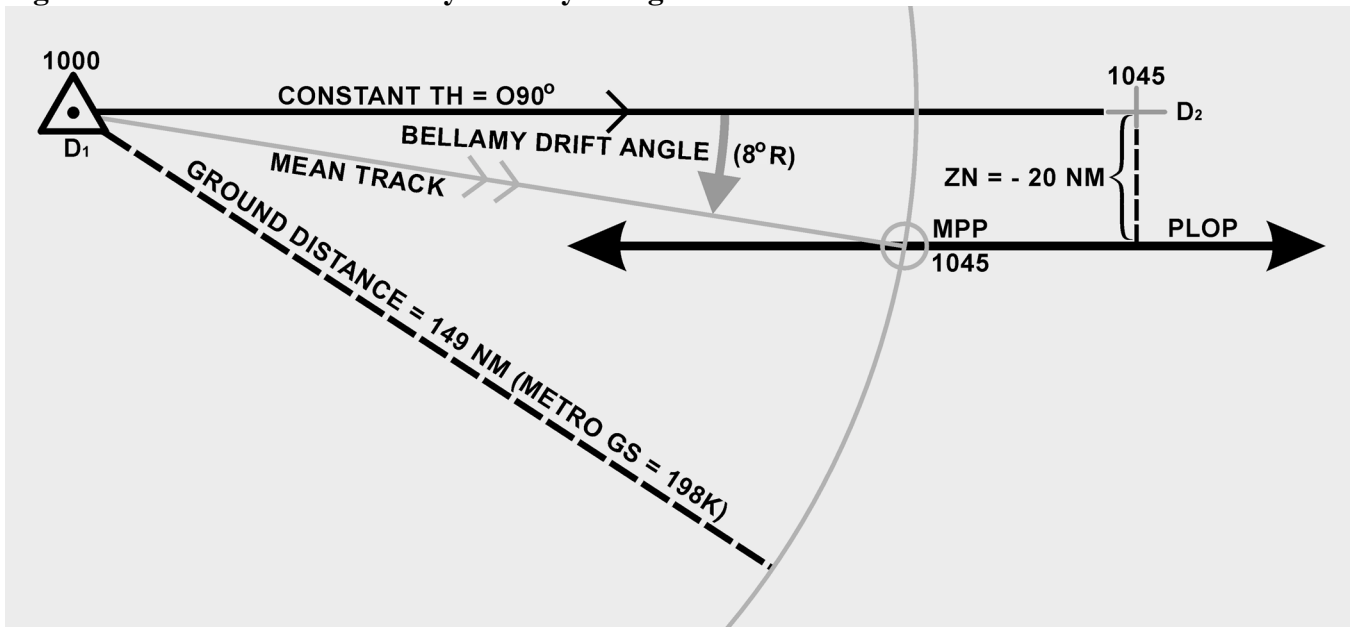 1000
D1
CONSTANT TH = O90°
BELLAMY DRIFT ANGLE
(8° R)
MEAN TRACK
GROUND DISTANCE = 149 NM (METRO GS = 198K)
1045
D2
ZN = - 20 NM
MPP
1045
PLOP